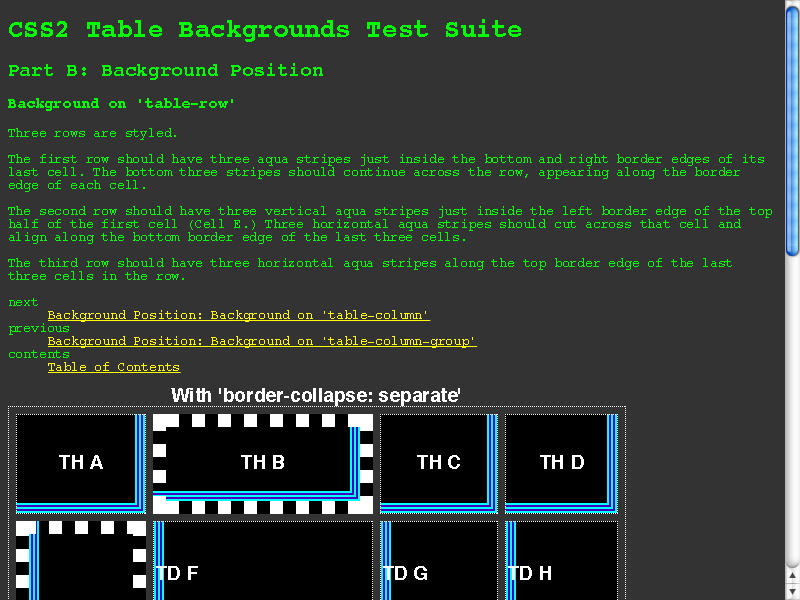 CSS2 Table Backgrounds Test Suite
Part B: Background Position
Background on 'table-row'
Three rows are styled.
The first row should have three aqua stripes just inside the bottom and right border edges of its
last cell. The bottom three stripes should continue across the row, appearing along the border
edge of each cell.
The second row should have three vertical aqua stripes just inside the left border edge of the top
half of the first cell (Cell E.) Three horizontal aqua stripes should cut across that cell and
align along the bottom border edge of the last three cells.
The third row should have three horizontal aqua stripes along the top border edge of the last
three cells in the row.
next
Background Position: Background on 'table-column'
previous
Background Position: Background on 'table-column-group'
contents
Table of Contents
With 'border-collapse: separate'
TH A TH B TH C TH D
TD F TD G TD H